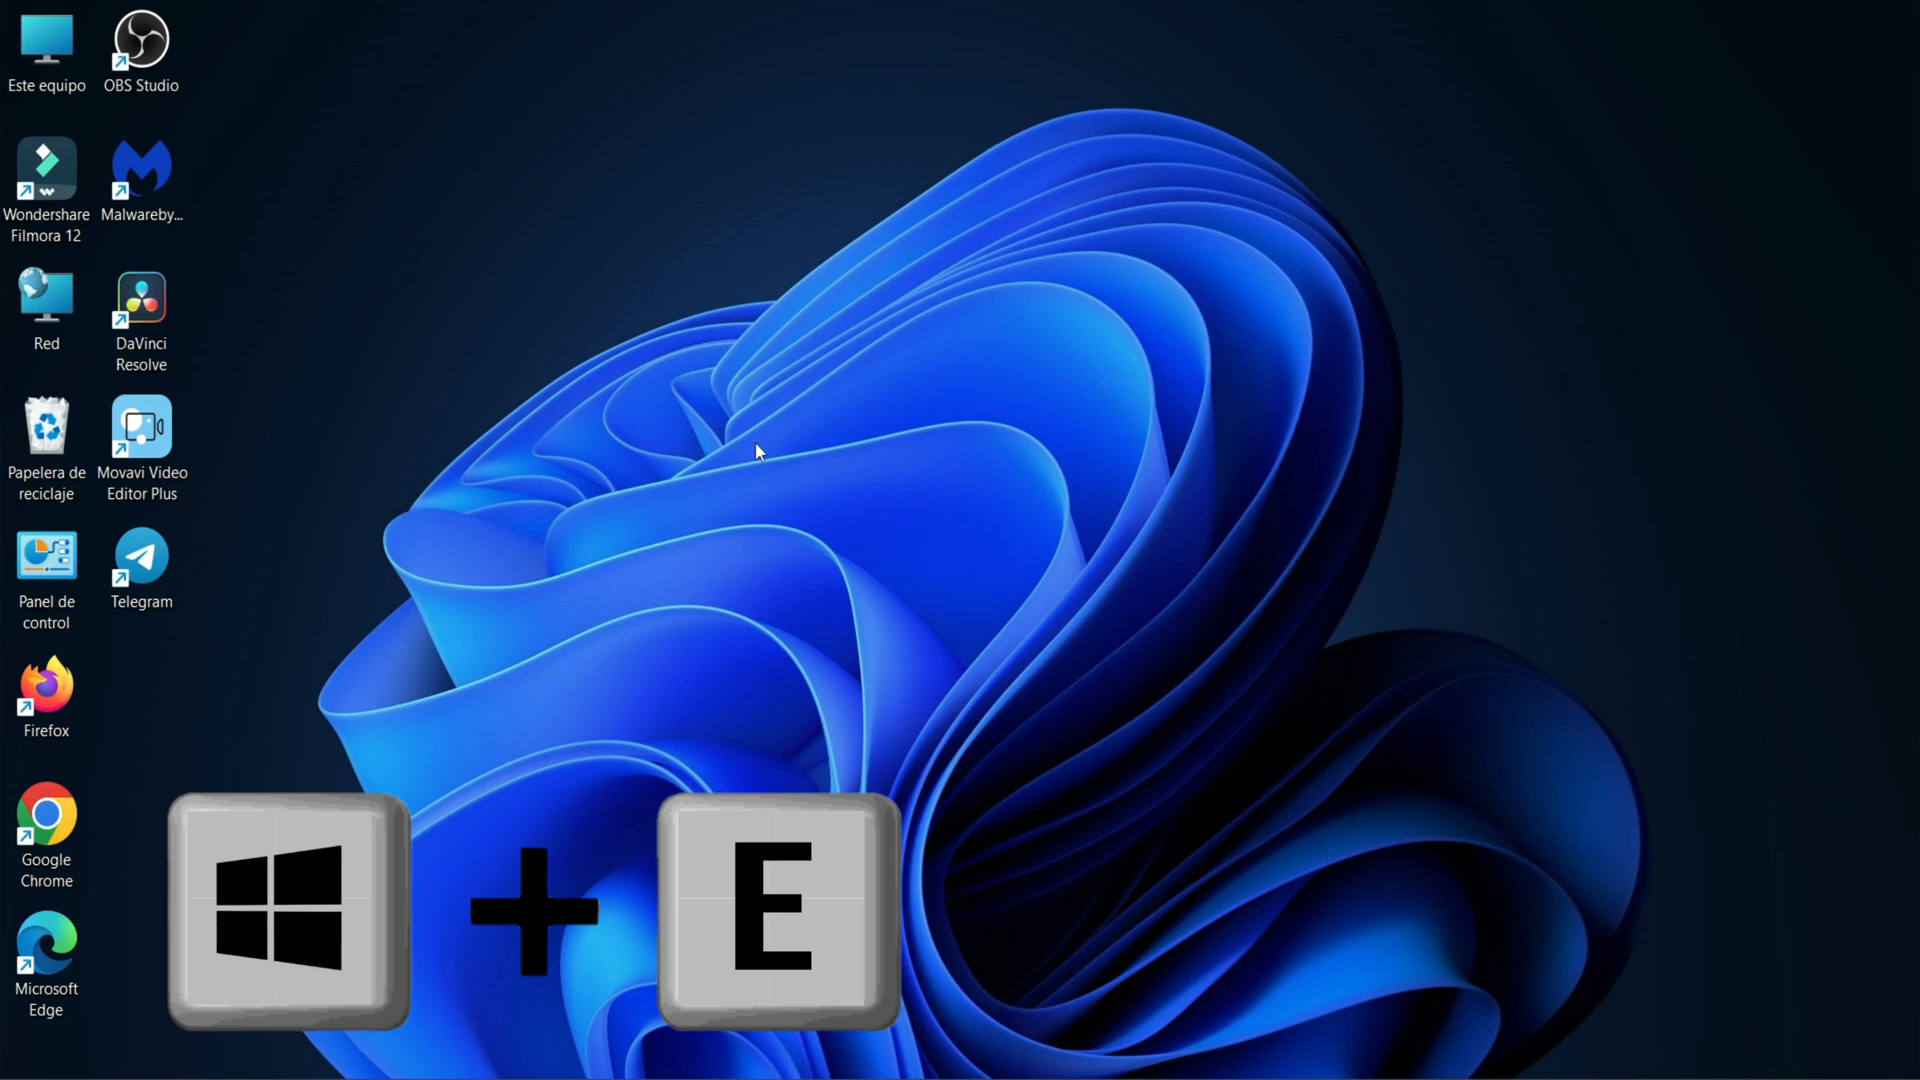 Este equipo
OBS Studio
Wondershare
Filmora 12
Malwareby...
Red
DaVinci
Resolve
Papelera de
reciclaje
Movavi Video
Editor Plus
Panel de
control
Telegram
Firefox
Google
Chrome
Microsoft
Edge
+ E